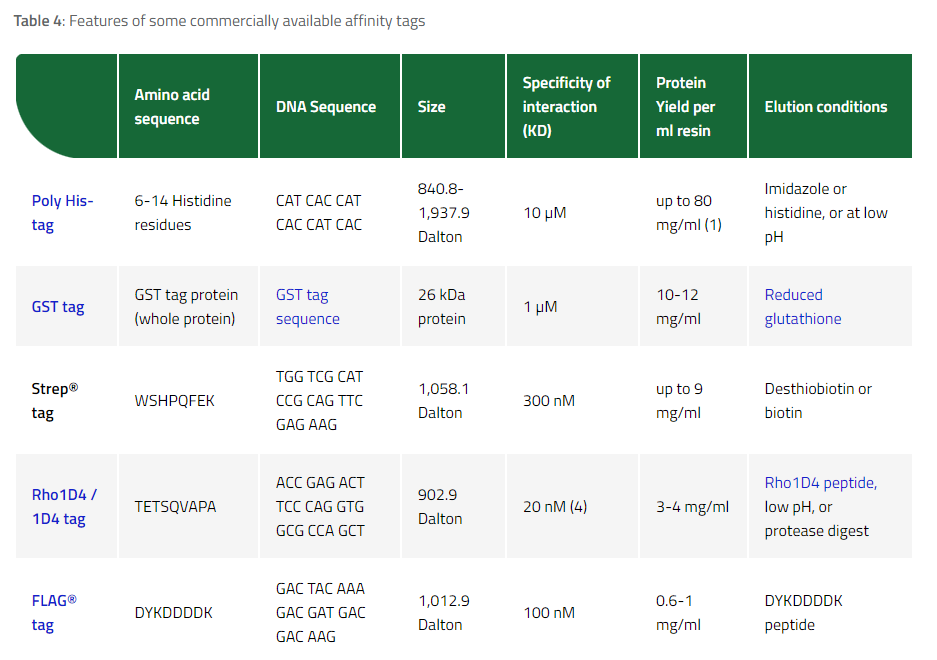 Table 4: Features of some commercially available affinity tags
Amino acid
sequence
DNA Sequence
Size
Specificity of
interaction
(KD)
Protein
Yield per
ml resin
Elution conditions
Poly His-
tag
6-14 Histidine
residues
CAT CAC CAT
CAC CAT CAC
840.8-
1,937.9
Dalton
10 µM
up to 80
mg/ml (1)
Imidazole or
histidine, or at low
pH
GST tag
GST tag protein
(whole protein)
GST tag
sequence
26 kDa
protein
1 µM
10-12
mg/ml
Reduced
glutathione
Strep®
tag
WSHPQFEK
TGG TCG CAT
CCG CAG TTC
GAG AAG
1,058.1
Dalton
300 nM
up to 9
mg/ml
Desthiobiotin or
biotin
Rho1D4 /
1D4 tag
TETSQVAPA
ACC GAG ACT
TCC CAG GTG
GCG CCA GCT
902.9
Dalton
20 nM (4)
3-4 mg/ml
Rho1D4 peptide,
low pH, or
protease digest
FLAG®
tag
DYKDDDDK
GAC TAC AAA
GAC GAT GAC
GAC AAG
1,012.9
Dalton
100 nM
0.6-1
mg/ml
DYKDDDDK
peptide